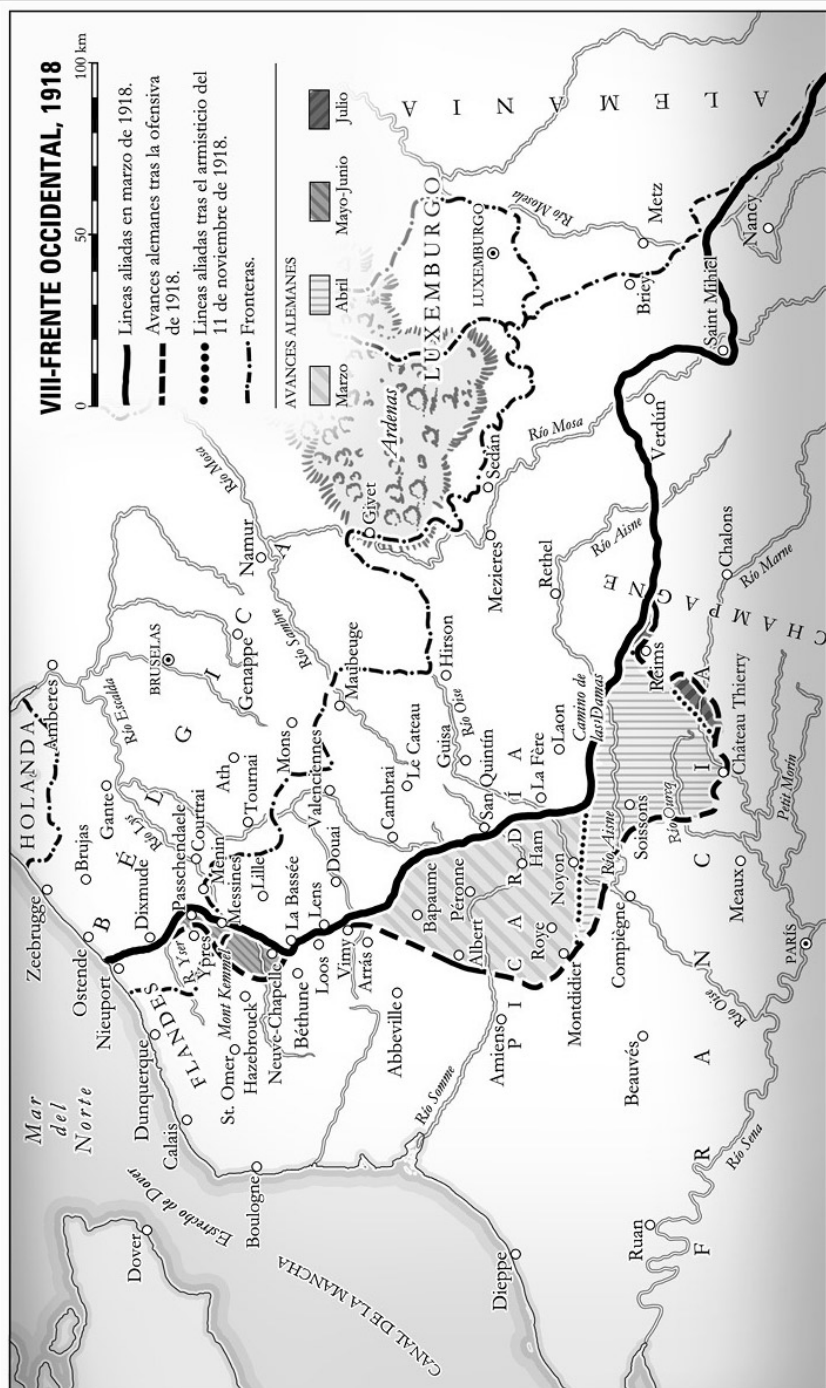 VIII-FRENTE OCCIDENTAL, 1918
0 50 100 km
Lineas aliadas en marzo de 1918.
Avances alemanes tras la ofensiva
de 1918.
Lineas aliadas tras el armisticio del
11 de noviembre de 1918.
Fronteras.
AVANCES ALEMANES
Marzo
Abril
Mayo-Junio
Julio
Mar
del
Norte
Estrecho de Dover
CANAL DE LA MANCHA
Dover
Zeebrugge
Ostende
Nieuport
Dunquerque
Calais
Boulogne
Dieppe
HOLANDA
Amberes
Brujas
Gante
Río Escalda
BÉLGICA
BRUSELAS
Dixmude
Río Lys
Passchendaele
Courtrai
R. Yser
Ypres
Menin
Messines
FLANDES
Mont Kemmel
St. Omer
Hazebrouck
Neuve-Chapelle
Béthune
La Bassée
Lille
Tournai
Ath
Genappe
Namur
Río Mosa
Río Sambre
Mons
Maubeuge
Valenciennes
Loos
Lens
Douai
Vimy
Arrás
Abbeville
Cambrai
Le Cateau
Givet
Ardenas
LUXEMBURGO
LUXEMBURGO
ALEMANIA
Río Mosela
Río Somme
Amiens
PICARDÍA
Albert
Bapaume
Péronne
Ham
San Quintín
Guisa
Río Oise
Hirson
Mezieres
Sedán
Río Mosa
Roye
Montdidier
Noyon
La Fère
Laon
Camino de
las Damas
Rethel
Río Aisne
Briey
Metz
Beauvés
Compiègne
Río Aisne
Soissons
Río Ourcq
Reims
CHAMPAGNE
Verdún
Saint Mihiel
Nancy
Ruan
FRANCIA
Río Sena
Río Oise
Meaux
PARÍS
Château Thierry
Petit Morin
Chalons
Río Marne